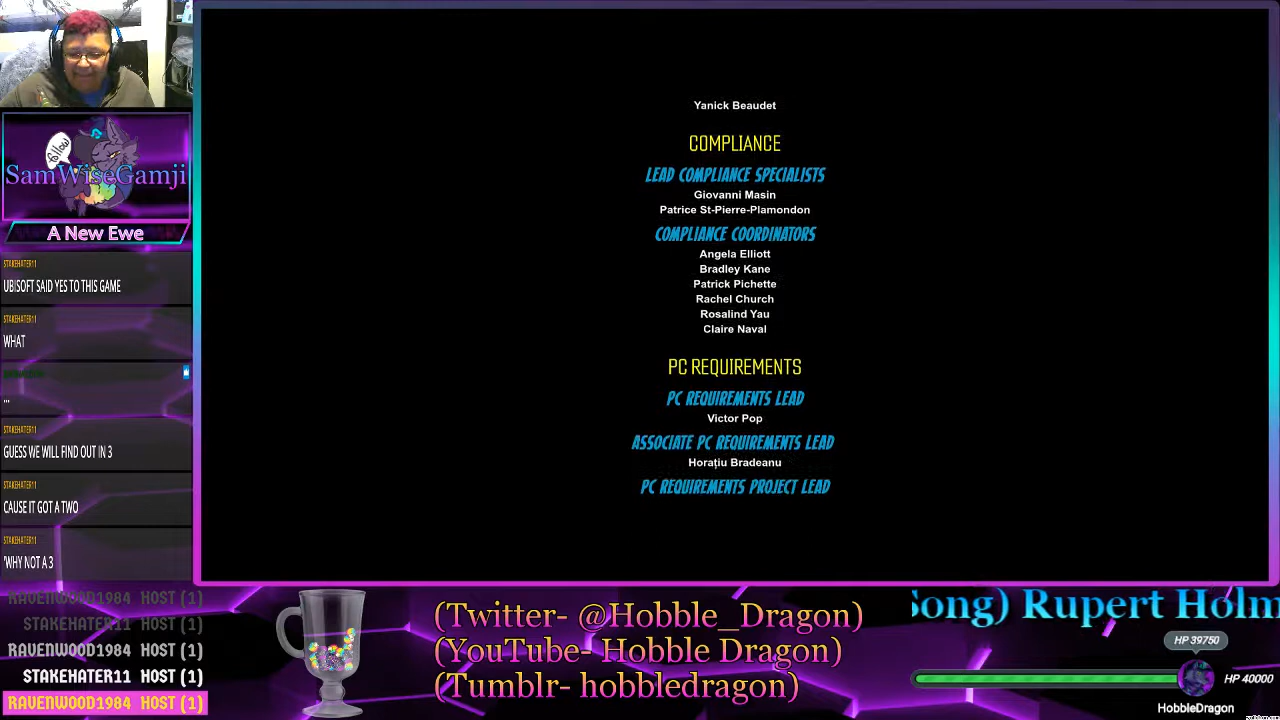 follow
SamWiseGamji
A New Ewe
STAKEHATER11
UBISOFT SAID YES TO THIS GAME
STAKEHATER11
WHAT
...
STAKEHATER11
GUESS WE WILL FIND OUT IN 3
STAKEHATER11
CAUSE IT GOT A TWO
STAKEHATER11
'WHY NOT A 3
RAVENWOOD1984 HOST (1)
STAKEHATER11 HOST (1)
RAVENWOOD1984 HOST (1)
STAKEHATER11 HOST (1)
RAVENWOOD1984 HOST (1)
Yanick Beaudet
COMPLIANCE
LEAD COMPLIANCE SPECIALISTS
Giovanni Masin
Patrice St-Pierre-Plamondon
COMPLIANCE COORDINATORS
Angela Elliott
Bradley Kane
Patrick Pichette
Rachel Church
Rosalind Yau
Claire Naval
PC REQUIREMENTS
PC REQUIREMENTS LEAD
Victor Pop
ASSOCIATE PC REQUIREMENTS LEAD
Horațiu Bradeanu
PC REQUIREMENTS PROJECT LEAD
(Twitter- @Hobble_Dragon)
(YouTube- Hobble Dragon)
(Tumblr- hobbledragon)
Song) Rupert Holm
HP 39750
HP 40000
HobbleDragon